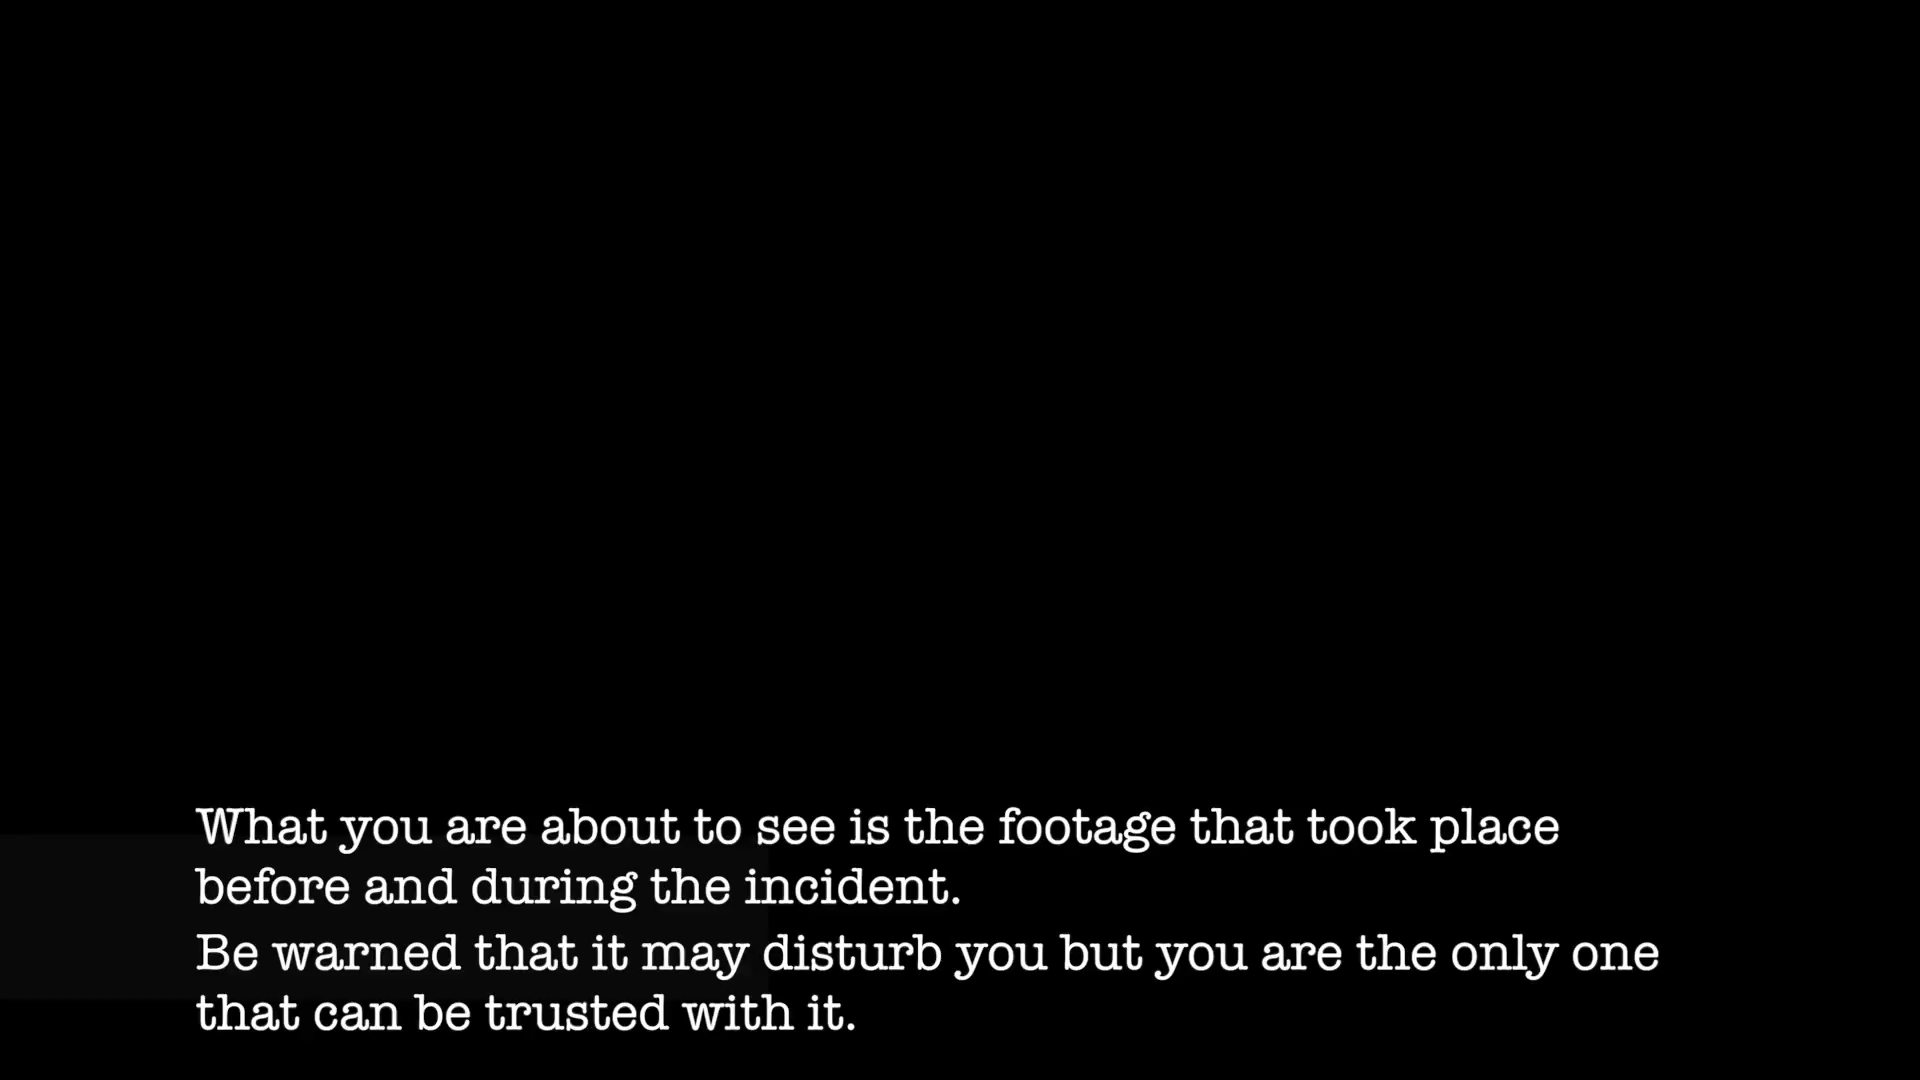 What you are about to see is the footage that took place
before and during the incident.
Be warned that it may disturb you but you are the only one
that can be trusted with it.